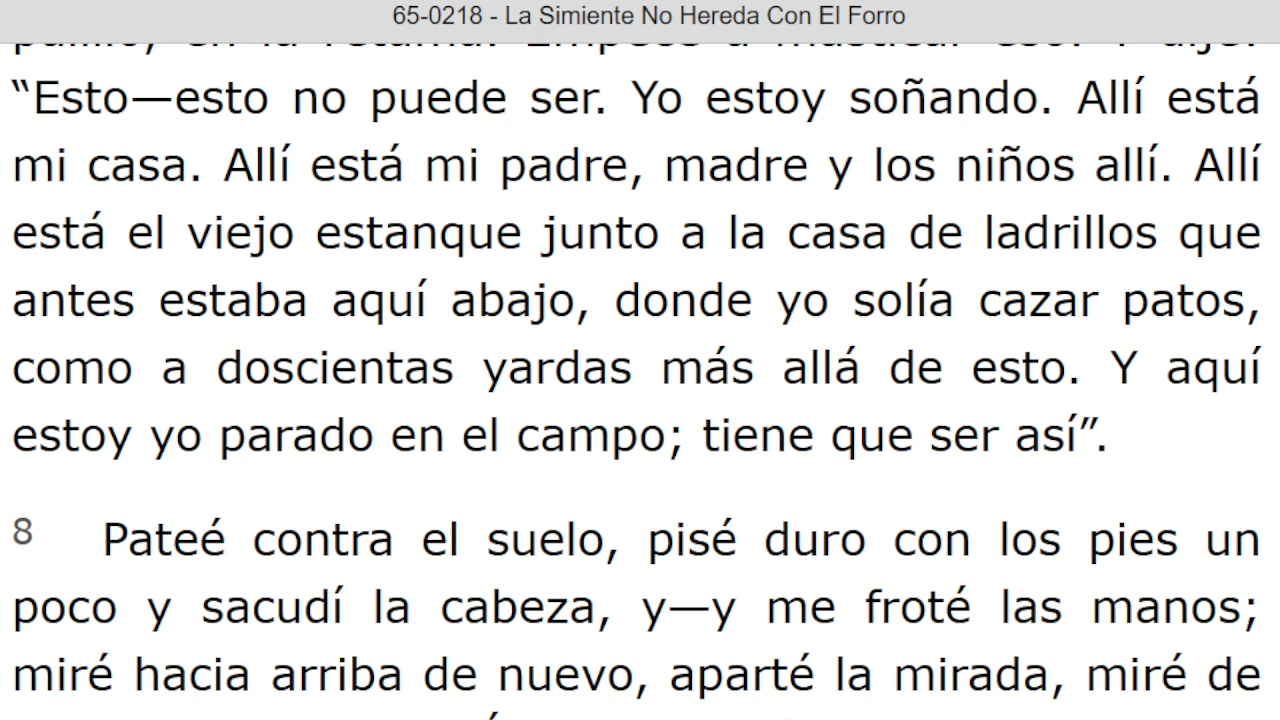 65-0218 - La Simiente No Hereda Con El Forro
“Esto—esto no puede ser. Yo estoy soñando. Allí está
mi casa. Allí está mi padre, madre y los niños allí. Allí
está el viejo estanque junto a la casa de ladrillos que
antes estaba aquí abajo, donde yo solía cazar patos,
como a doscientas yardas más allá de esto. Y aquí
estoy yo parado en el campo; tiene que ser así”.
8 Pateé contra el suelo, pisé duro con los pies un
poco y sacudí la cabeza, y—y me froté las manos;
miré hacia arriba de nuevo, aparté la mirada, miré de